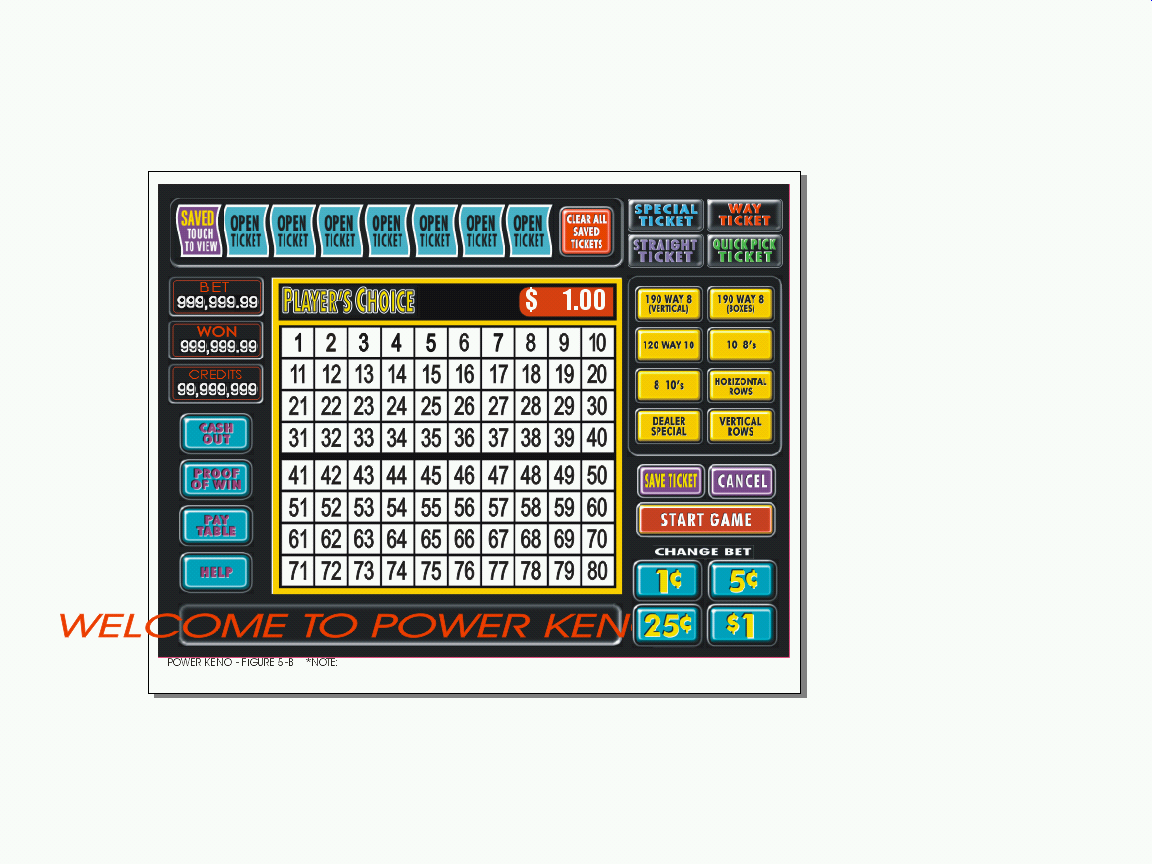 SAVED TOUCH TO VIEW
OPEN TICKET
OPEN TICKET
OPEN TICKET
OPEN TICKET
OPEN TICKET
OPEN TICKET
OPEN TICKET
CLEAR ALL SAVED TICKETS
SPECIAL TICKET
WAY TICKET
STRAIGHT TICKET
QUICK PICK TICKET
BET
999,999.99
WON
999,999.99
CREDITS
99,999,999
CASH OUT
PROOF OF WIN
PAY TABLE
HELP
PLAYER'S CHOICE
$ 1.00
1 2 3 4 5 6 7 8 9 10
11 12 13 14 15 16 17 18 19 20
21 22 23 24 25 26 27 28 29 30
31 32 33 34 35 36 37 38 39 40
41 42 43 44 45 46 47 48 49 50
51 52 53 54 55 56 57 58 59 60
61 62 63 64 65 66 67 68 69 70
71 72 73 74 75 76 77 78 79 80
190 WAY 8 (VERTICAL)
190 WAY 8 (BOXES)
120 WAY 10
10 8's
8 10's
HORIZONTAL ROWS
DEALER SPECIAL
VERTICAL ROWS
SAVE TICKET
CANCEL
START GAME
CHANGE BET
1¢
5¢
25¢
$1
WELCOME TO POWER KEN
POWER KENO - FIGURE 5-B *NOTE: